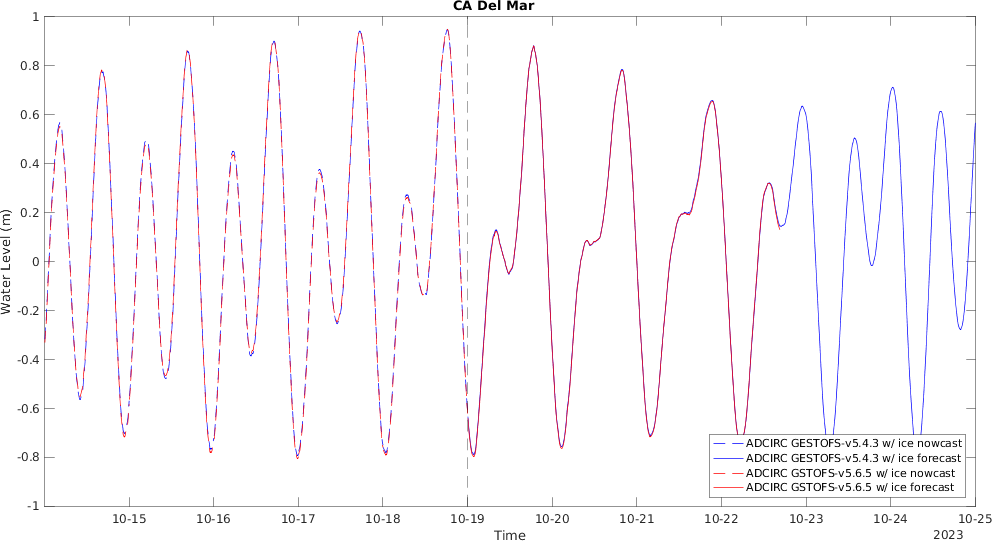 CA Del Mar
1
0.8
0.6
0.4
0.2
0
-0.2
-0.4
-0.6
-0.8
-1
Water Level (m)
ADCIRC GESTOFS-v5.4.3 w/ ice nowcast
ADCIRC GESTOFS-v5.4.3 w/ ice forecast
ADCIRC GSTOFS-v5.6.5 w/ ice nowcast
ADCIRC GSTOFS-v5.6.5 w/ ice forecast
10-15 10-16 10-17 10-18 10-19 10-20 10-21 10-22 10-23 10-24 10-25
Time
2023